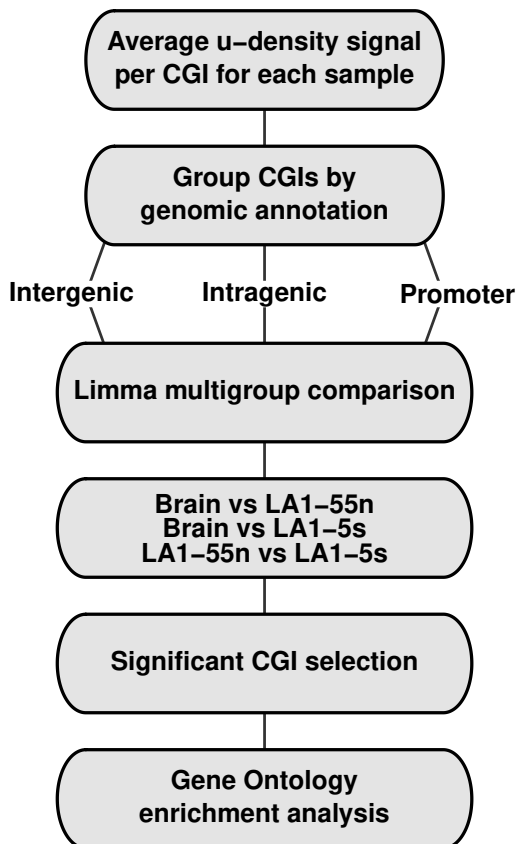 Average u−density signal
per CGI for each sample
Group CGIs by
genomic annotation
Intergenic Intragenic Promoter
Limma multigroup comparison
Brain vs LA1−55n
Brain vs LA1−5s
LA1−55n vs LA1−5s
Significant CGI selection
Gene Ontology
enrichment analysis